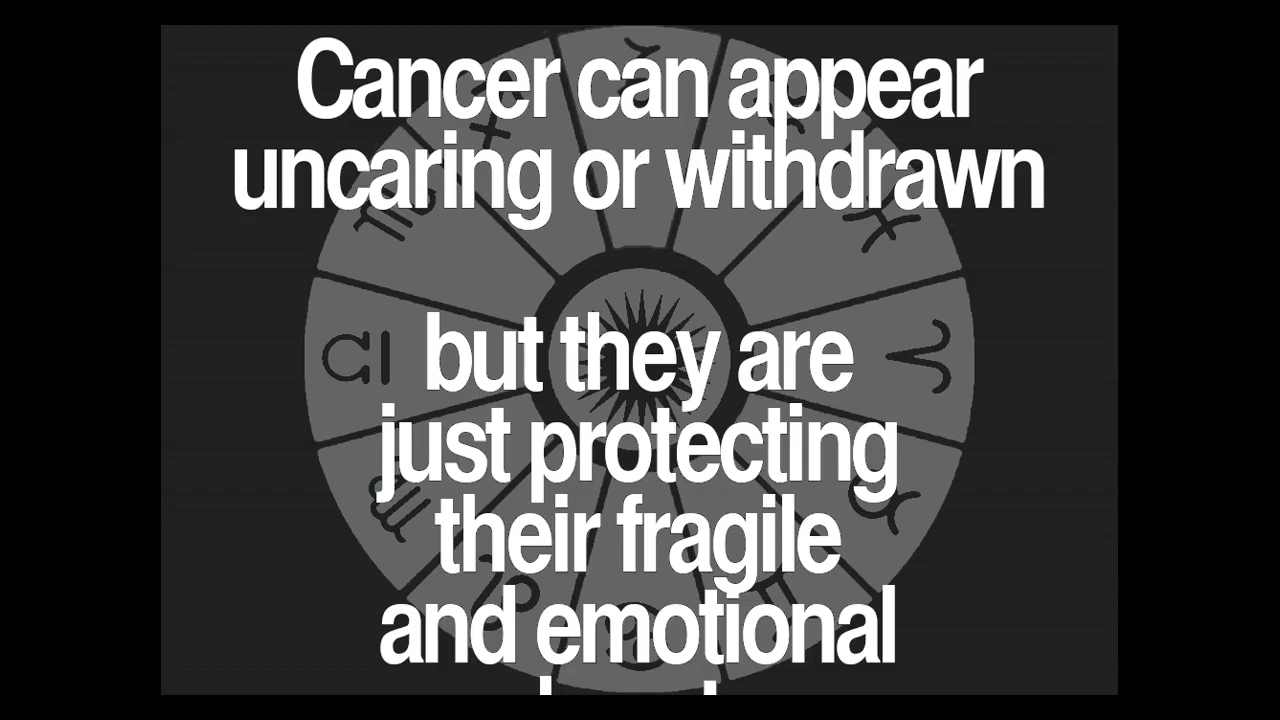 Cancer can appear
uncaring or withdrawn
but they are
just protecting
their fragile
and emotional